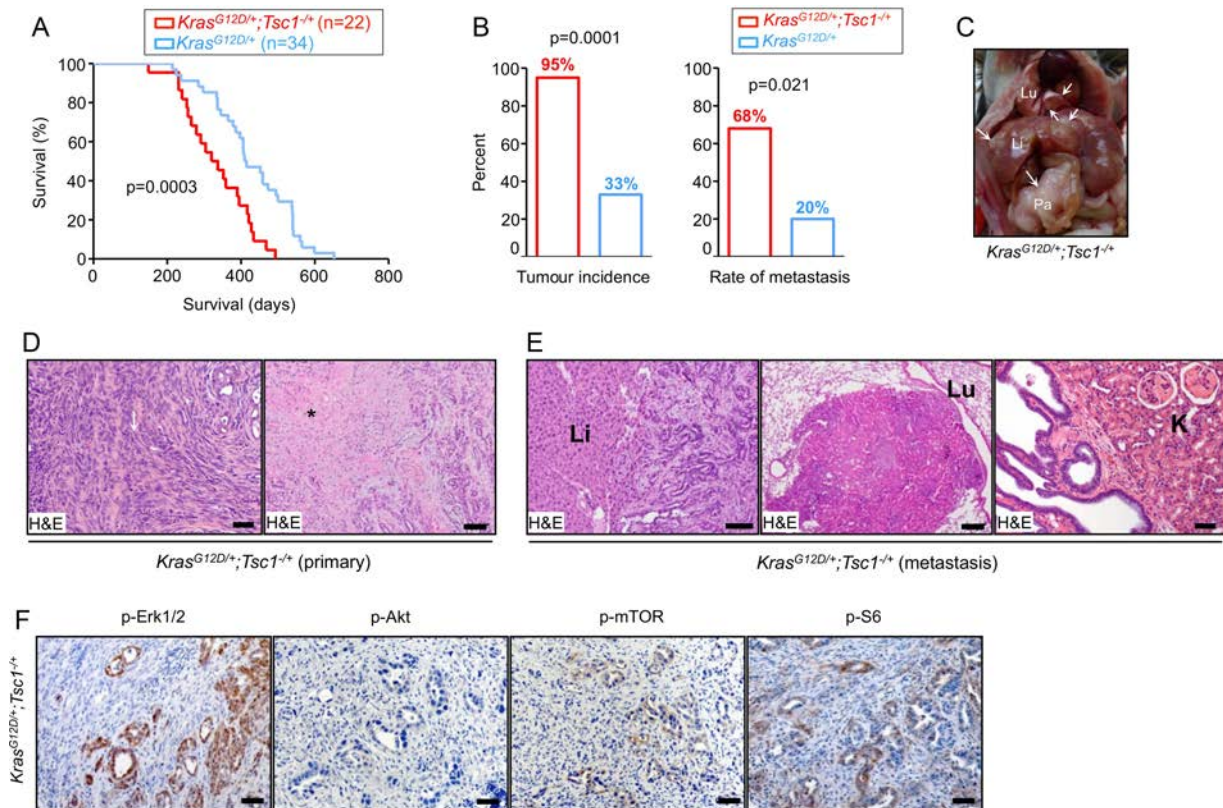 A
Kras^G12D/+;Tsc1^-/+ (n=22)
Kras^G12D/+ (n=34)
Survival (%)
100
80
60
40
20
0
p=0.0003
0
200
400
600
800
Survival (days)
B
Kras^G12D/+;Tsc1^-/+
Kras^G12D/+
p=0.0001
Percent
100
80
60
40
20
0
95%
33%
Tumour incidence
p=0.021
100
80
60
40
20
0
68%
20%
Rate of metastasis
C
Lu
Li
Pa
Kras^G12D/+;Tsc1^-/+
D
H&E
*
H&E
Kras^G12D/+;Tsc1^-/+ (primary)
E
Li
H&E
Lu
H&E
K
H&E
Kras^G12D/+;Tsc1^-/+ (metastasis)
F
p-Erk1/2
p-Akt
p-mTOR
p-S6
Kras^G12D/+;Tsc1^-/+